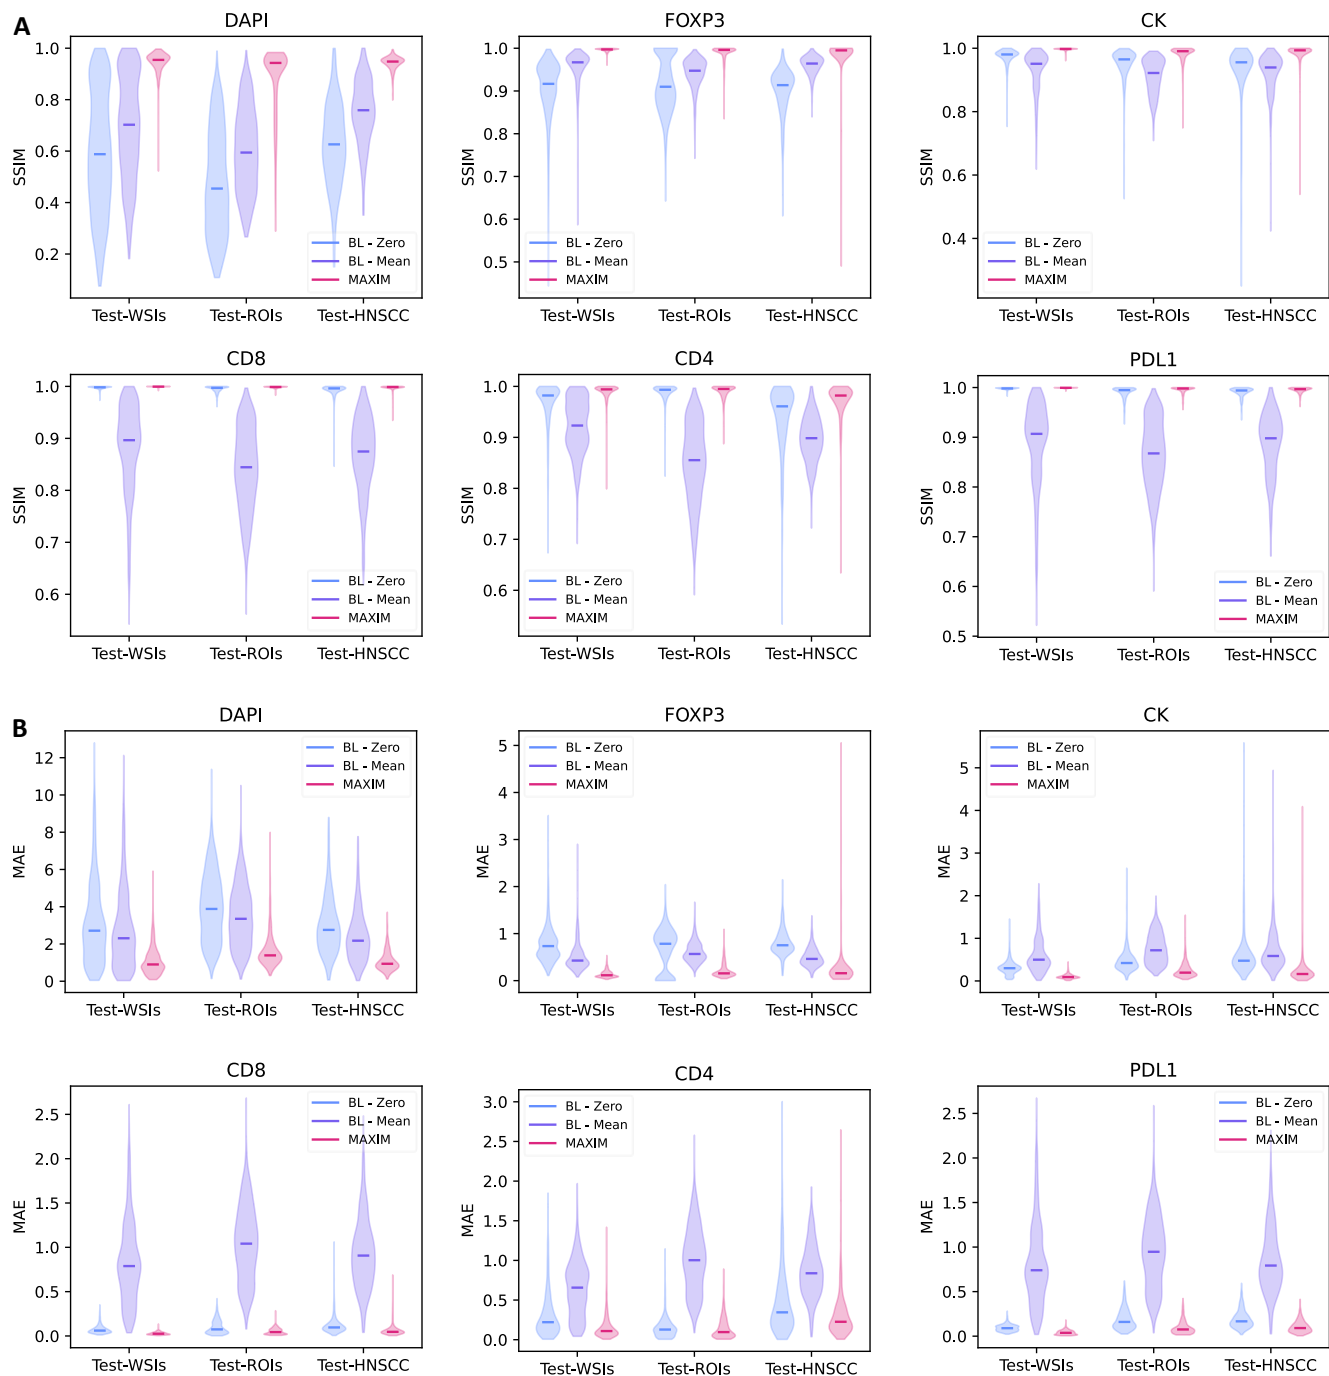 A
DAPI
SSIM
1.0
0.8
0.6
0.4
0.2
BL - Zero
BL - Mean
MAXIM
Test-WSIs
Test-ROIs
Test-HNSCC
FOXP3
SSIM
1.0
0.9
0.8
0.7
0.6
0.5
BL - Zero
BL - Mean
MAXIM
Test-WSIs
Test-ROIs
Test-HNSCC
CK
SSIM
1.0
0.8
0.6
0.4
BL - Zero
BL - Mean
MAXIM
Test-WSIs
Test-ROIs
Test-HNSCC
CD8
SSIM
1.0
0.9
0.8
0.7
0.6
BL - Zero
BL - Mean
MAXIM
Test-WSIs
Test-ROIs
Test-HNSCC
CD4
SSIM
1.0
0.9
0.8
0.7
0.6
BL - Zero
BL - Mean
MAXIM
Test-WSIs
Test-ROIs
Test-HNSCC
PDL1
SSIM
1.0
0.9
0.8
0.7
0.6
0.5
BL - Zero
BL - Mean
MAXIM
Test-WSIs
Test-ROIs
Test-HNSCC
B
DAPI
MAE
12
10
8
6
4
2
0
BL - Zero
BL - Mean
MAXIM
Test-WSIs
Test-ROIs
Test-HNSCC
FOXP3
MAE
5
4
3
2
1
0
BL - Zero
BL - Mean
MAXIM
Test-WSIs
Test-ROIs
Test-HNSCC
CK
MAE
5
4
3
2
1
0
BL - Zero
BL - Mean
MAXIM
Test-WSIs
Test-ROIs
Test-HNSCC
CD8
MAE
2.5
2.0
1.5
1.0
0.5
0.0
BL - Zero
BL - Mean
MAXIM
Test-WSIs
Test-ROIs
Test-HNSCC
CD4
MAE
3.0
2.5
2.0
1.5
1.0
0.5
0.0
BL - Zero
BL - Mean
MAXIM
Test-WSIs
Test-ROIs
Test-HNSCC
PDL1
MAE
2.5
2.0
1.5
1.0
0.5
0.0
BL - Zero
BL - Mean
MAXIM
Test-WSIs
Test-ROIs
Test-HNSCC